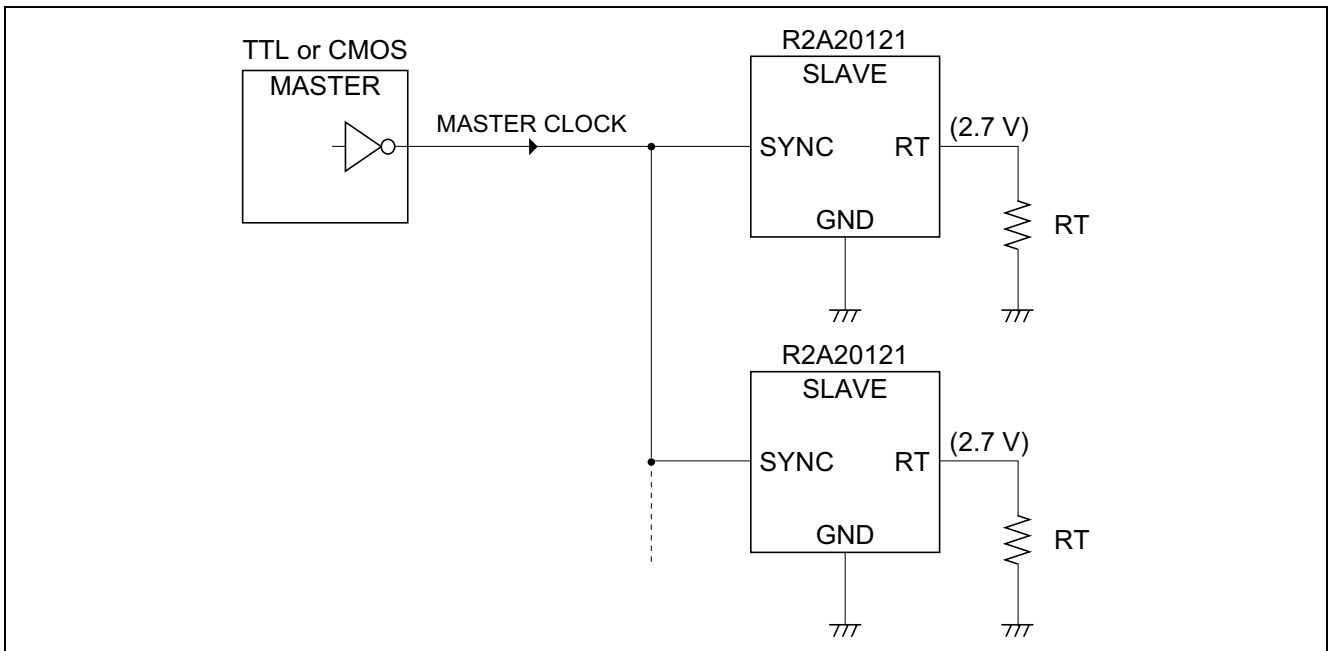 TTL or CMOS
MASTER
MASTER CLOCK
R2A20121
SLAVE
SYNC RT
(2.7 V)
GND
RT
R2A20121
SLAVE
SYNC RT
(2.7 V)
GND
RT